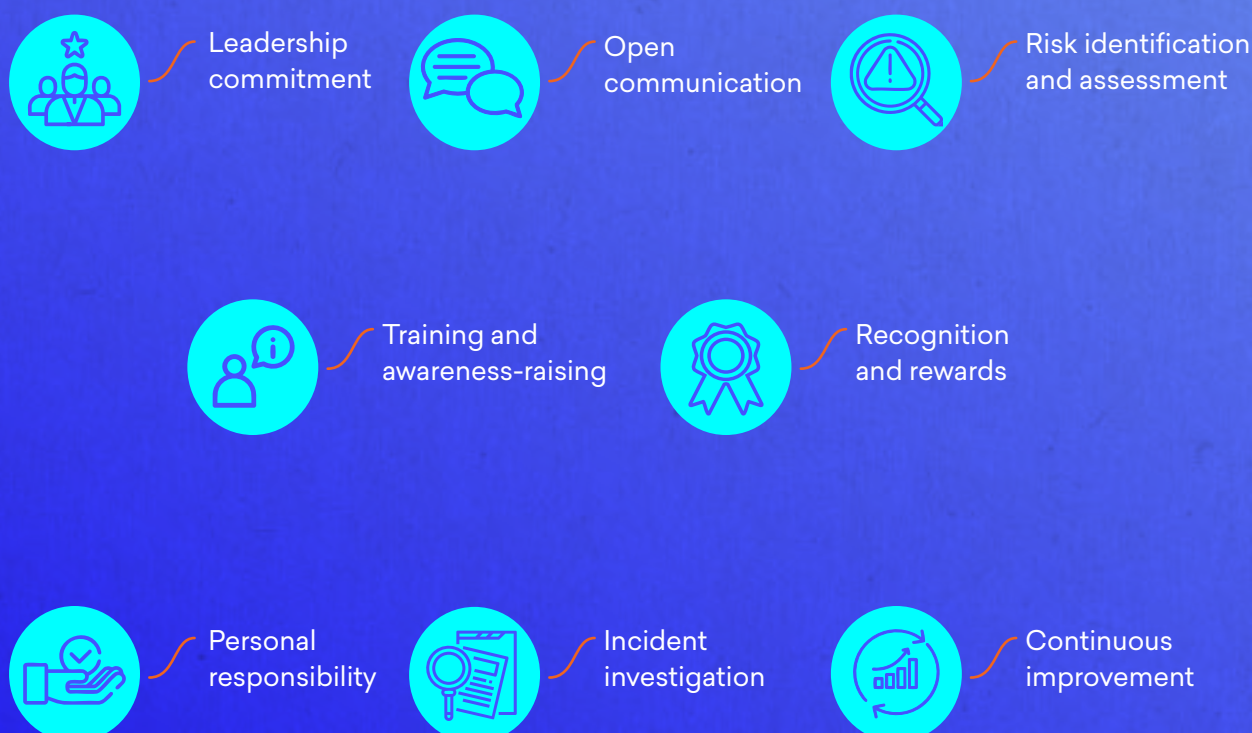 Leadership
commitment
Open
communication
Risk identification
and assessment
Training and
awareness-raising
Recognition
and rewards
Personal
responsibility
Incident
investigation
Continuous
improvement